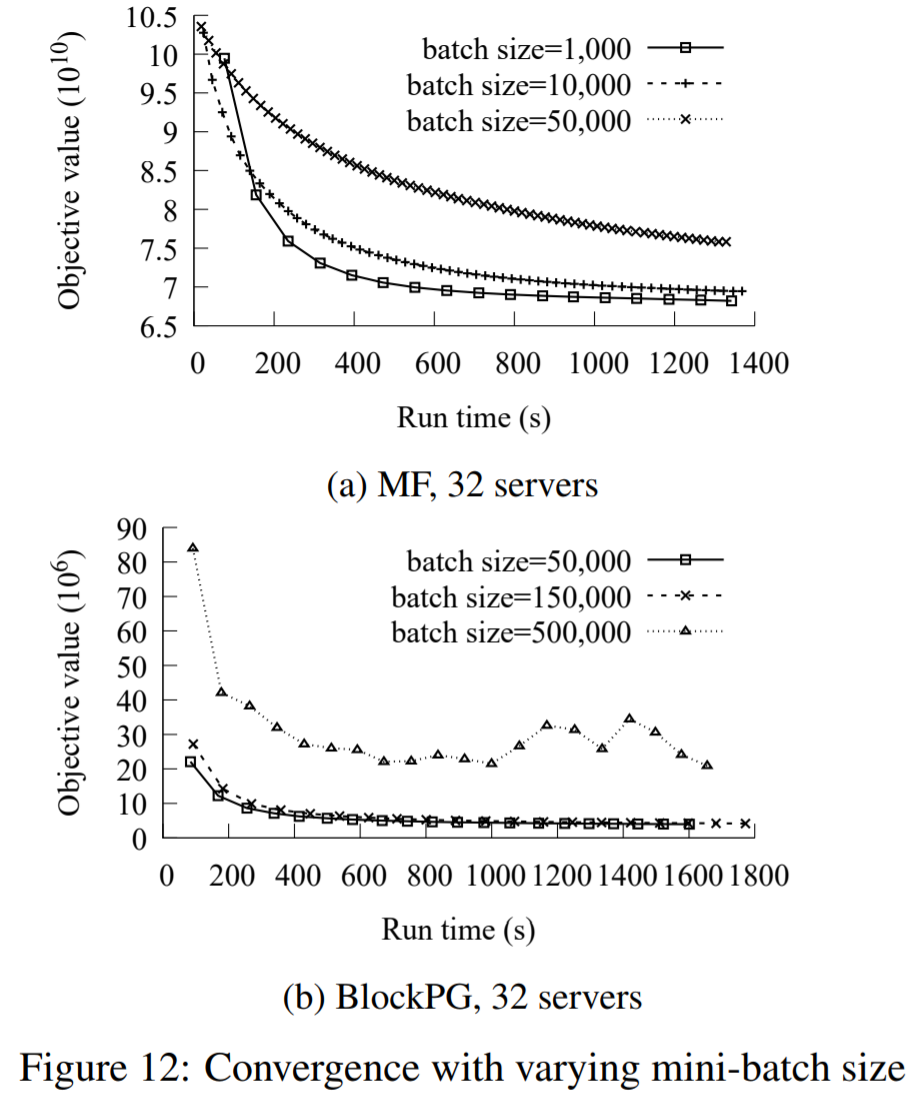 10.5
10
9.5
9
8.5
8
7.5
7
6.5
Objective value (10^10)
batch size=1,000
batch size=10,000
batch size=50,000
0 200 400 600 800 1000 1200 1400
Run time (s)
(a) MF, 32 servers
90
80
70
60
50
40
30
20
10
0
Objective value (10^6)
batch size=50,000
batch size=150,000
batch size=500,000
0 200 400 600 800 1000 1200 1400 1600 1800
Run time (s)
(b) BlockPG, 32 servers
Figure 12: Convergence with varying mini-batch size